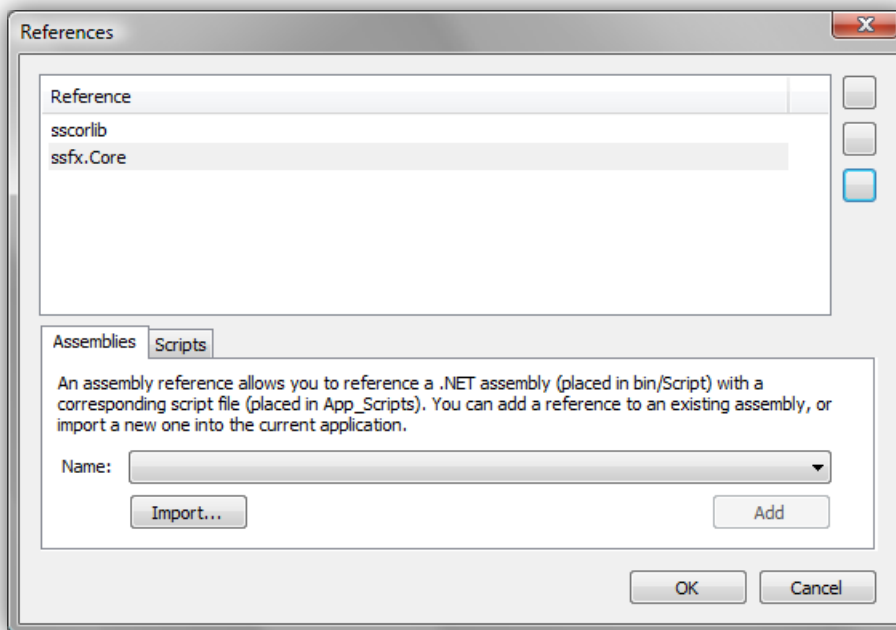 References
Reference
sscorlib
ssfx.Core
Assemblies
Scripts
An assembly reference allows you to reference a .NET assembly (placed in bin/Script) with a
corresponding script file (placed in App_Scripts). You can add a reference to an existing assembly, or
import a new one into the current application.
Name:
Import...
Add
OK
Cancel